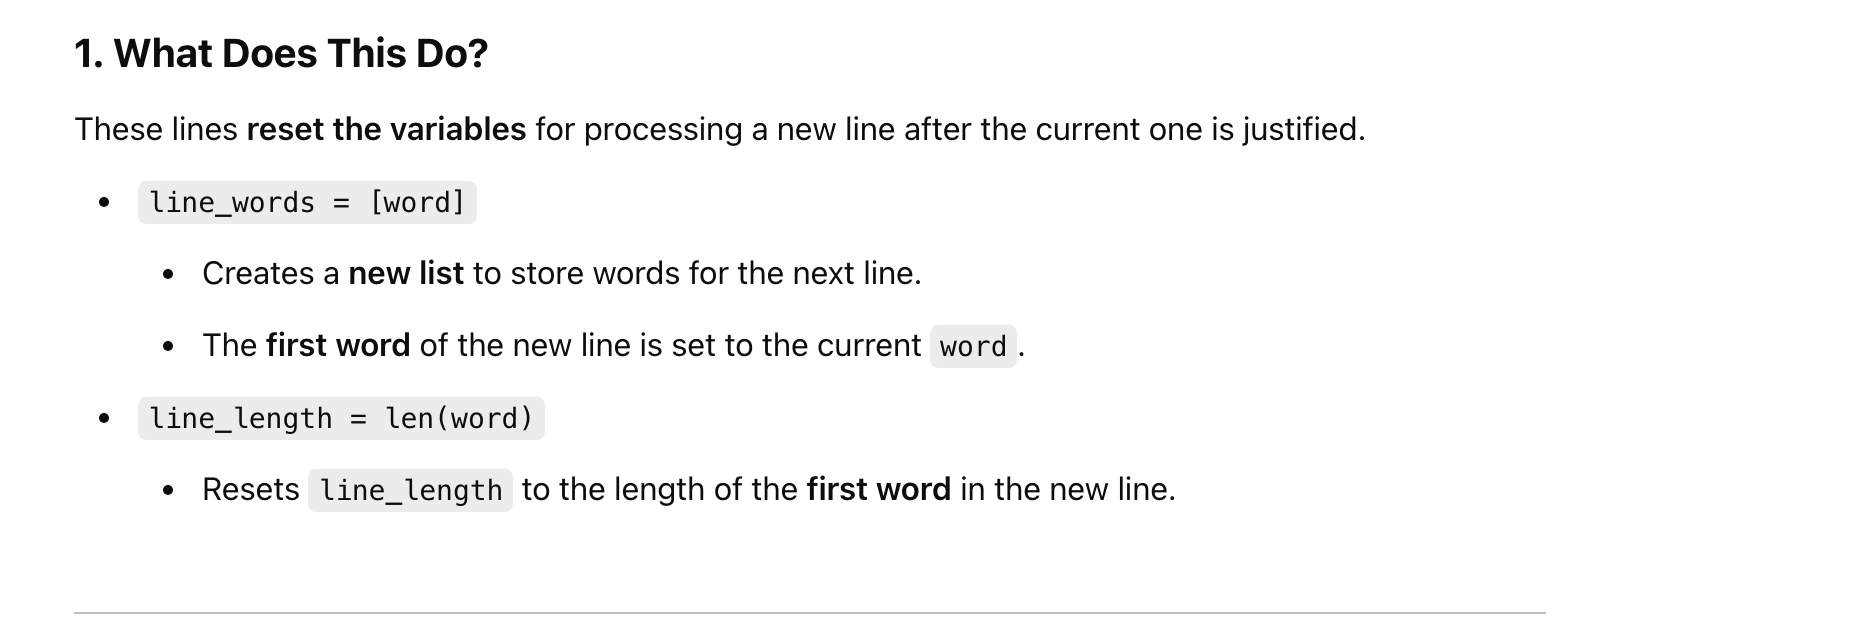 1. What Does This Do?
These lines reset the variables for processing a new line after the current one is justified.
• line_words = [word]
• Creates a new list to store words for the next line.
• The first word of the new line is set to the current word.
• line_length = len(word)
• Resets line_length to the length of the first word in the new line.